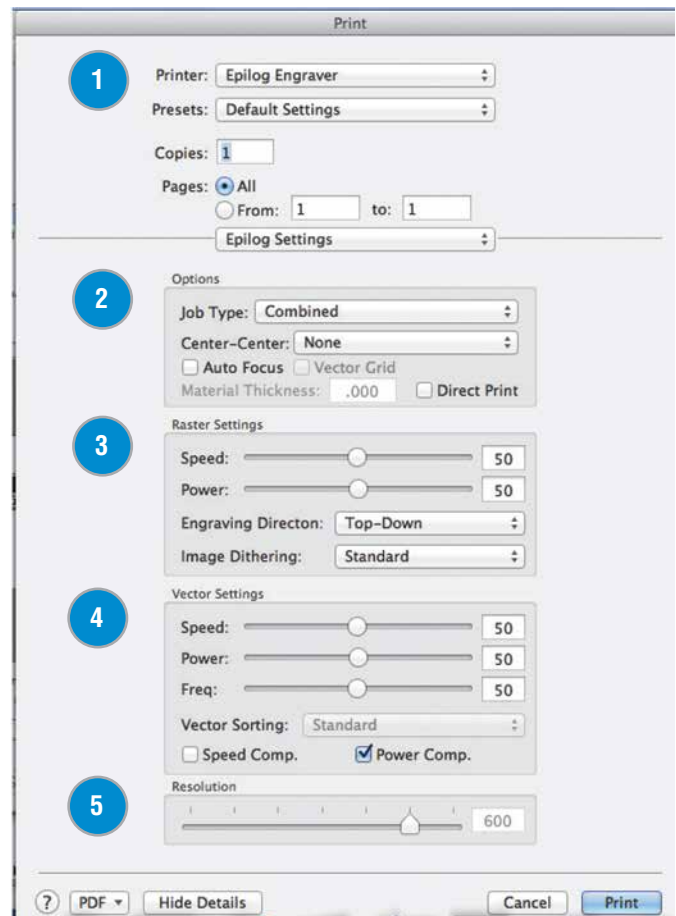 Print
1
Printer: Epilog Engraver
Presets: Default Settings
Copies: 1
Pages: All
From: 1 to: 1
Epilog Settings
2
Options
Job Type: Combined
Center-Center: None
Auto Focus Vector Grid
Material Thickness: .000 Direct Print
3
Raster Settings
Speed: 50
Power: 50
Engraving Directon: Top-Down
Image Dithering: Standard
4
Vector Settings
Speed: 50
Power: 50
Freq: 50
Vector Sorting: Standard
Speed Comp. Power Comp.
5
Resolution
600
? PDF Hide Details Cancel Print